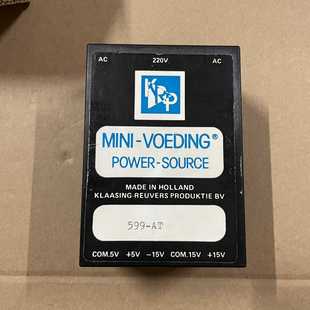 AC 220V AC
KRP
MINI-VOEDING®
POWER-SOURCE
MADE IN HOLLAND
KLAASING-REUVERS PRODUKTIE BV
599-AT
COM.5V +5V -15V COM.15V +15V